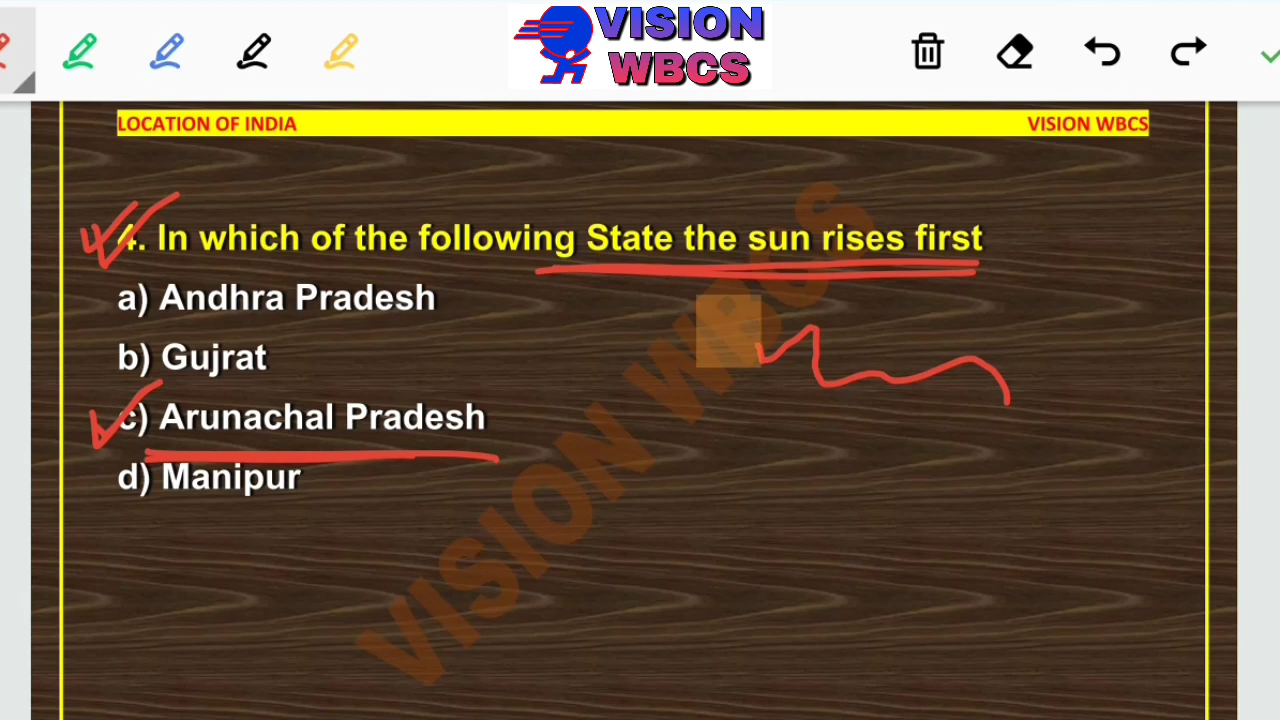 VISION
WBCS
LOCATION OF INDIA VISION WBCS
4. In which of the following State the sun rises first
a) Andhra Pradesh
b) Gujrat
c) Arunachal Pradesh
d) Manipur
VISION WBCS